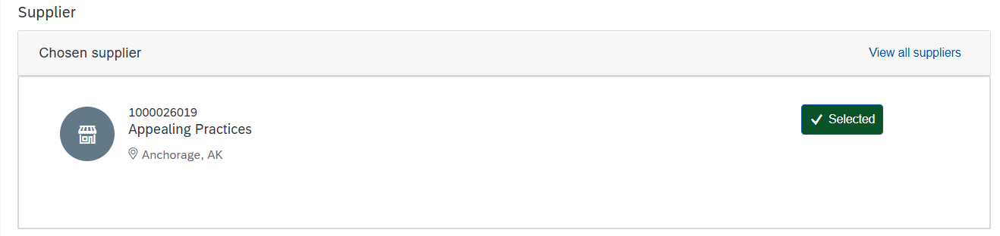 Supplier
Chosen supplier
View all suppliers
1000026019
Appealing Practices
Anchorage, AK
Selected